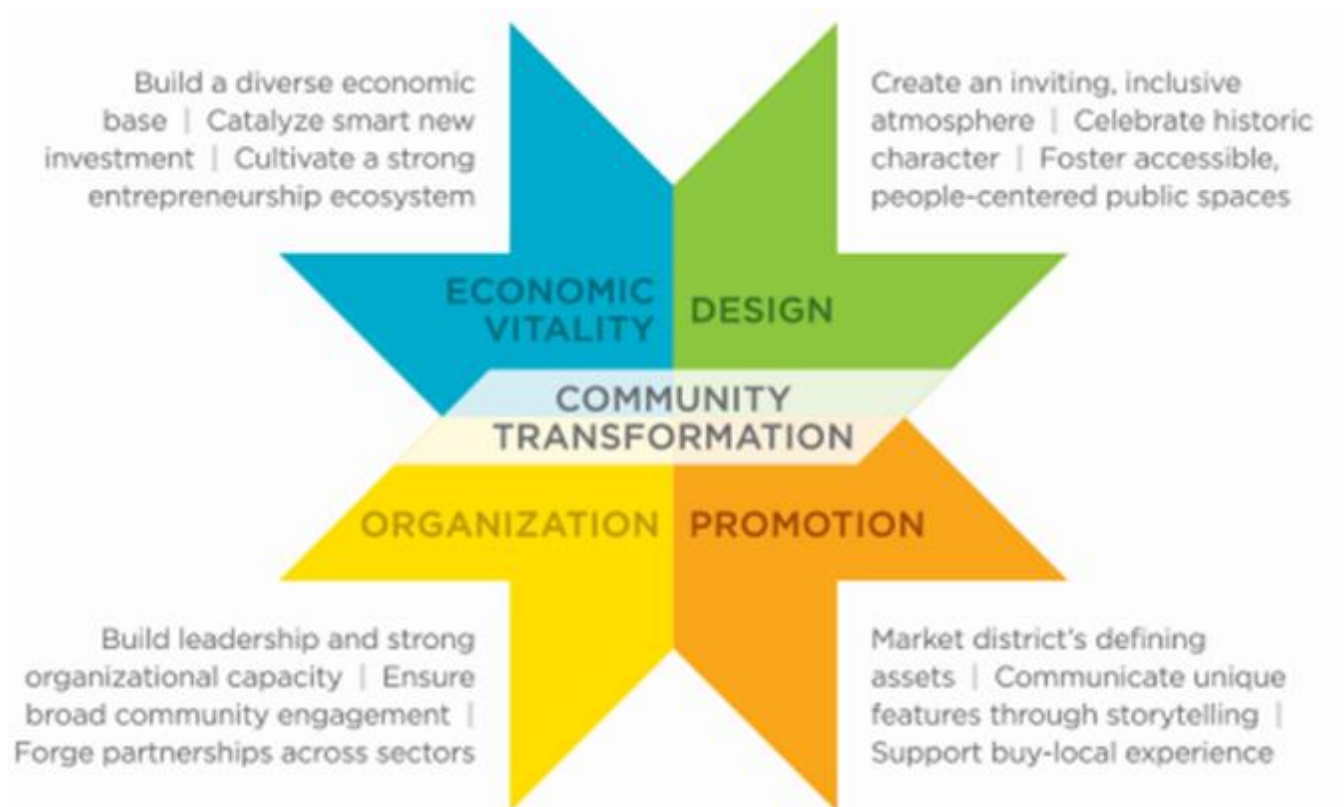 Build a diverse economic
base | Catalyze smart new
investment | Cultivate a strong
entrepreneurship ecosystem
Create an inviting, inclusive
atmosphere | Celebrate historic
character | Foster accessible,
people-centered public spaces
ECONOMIC
VITALITY
DESIGN
COMMUNITY
TRANSFORMATION
ORGANIZATION
PROMOTION
Build leadership and strong
organizational capacity | Ensure
broad community engagement |
Forge partnerships across sectors
Market district's defining
assets | Communicate unique
features through storytelling |
Support buy-local experience